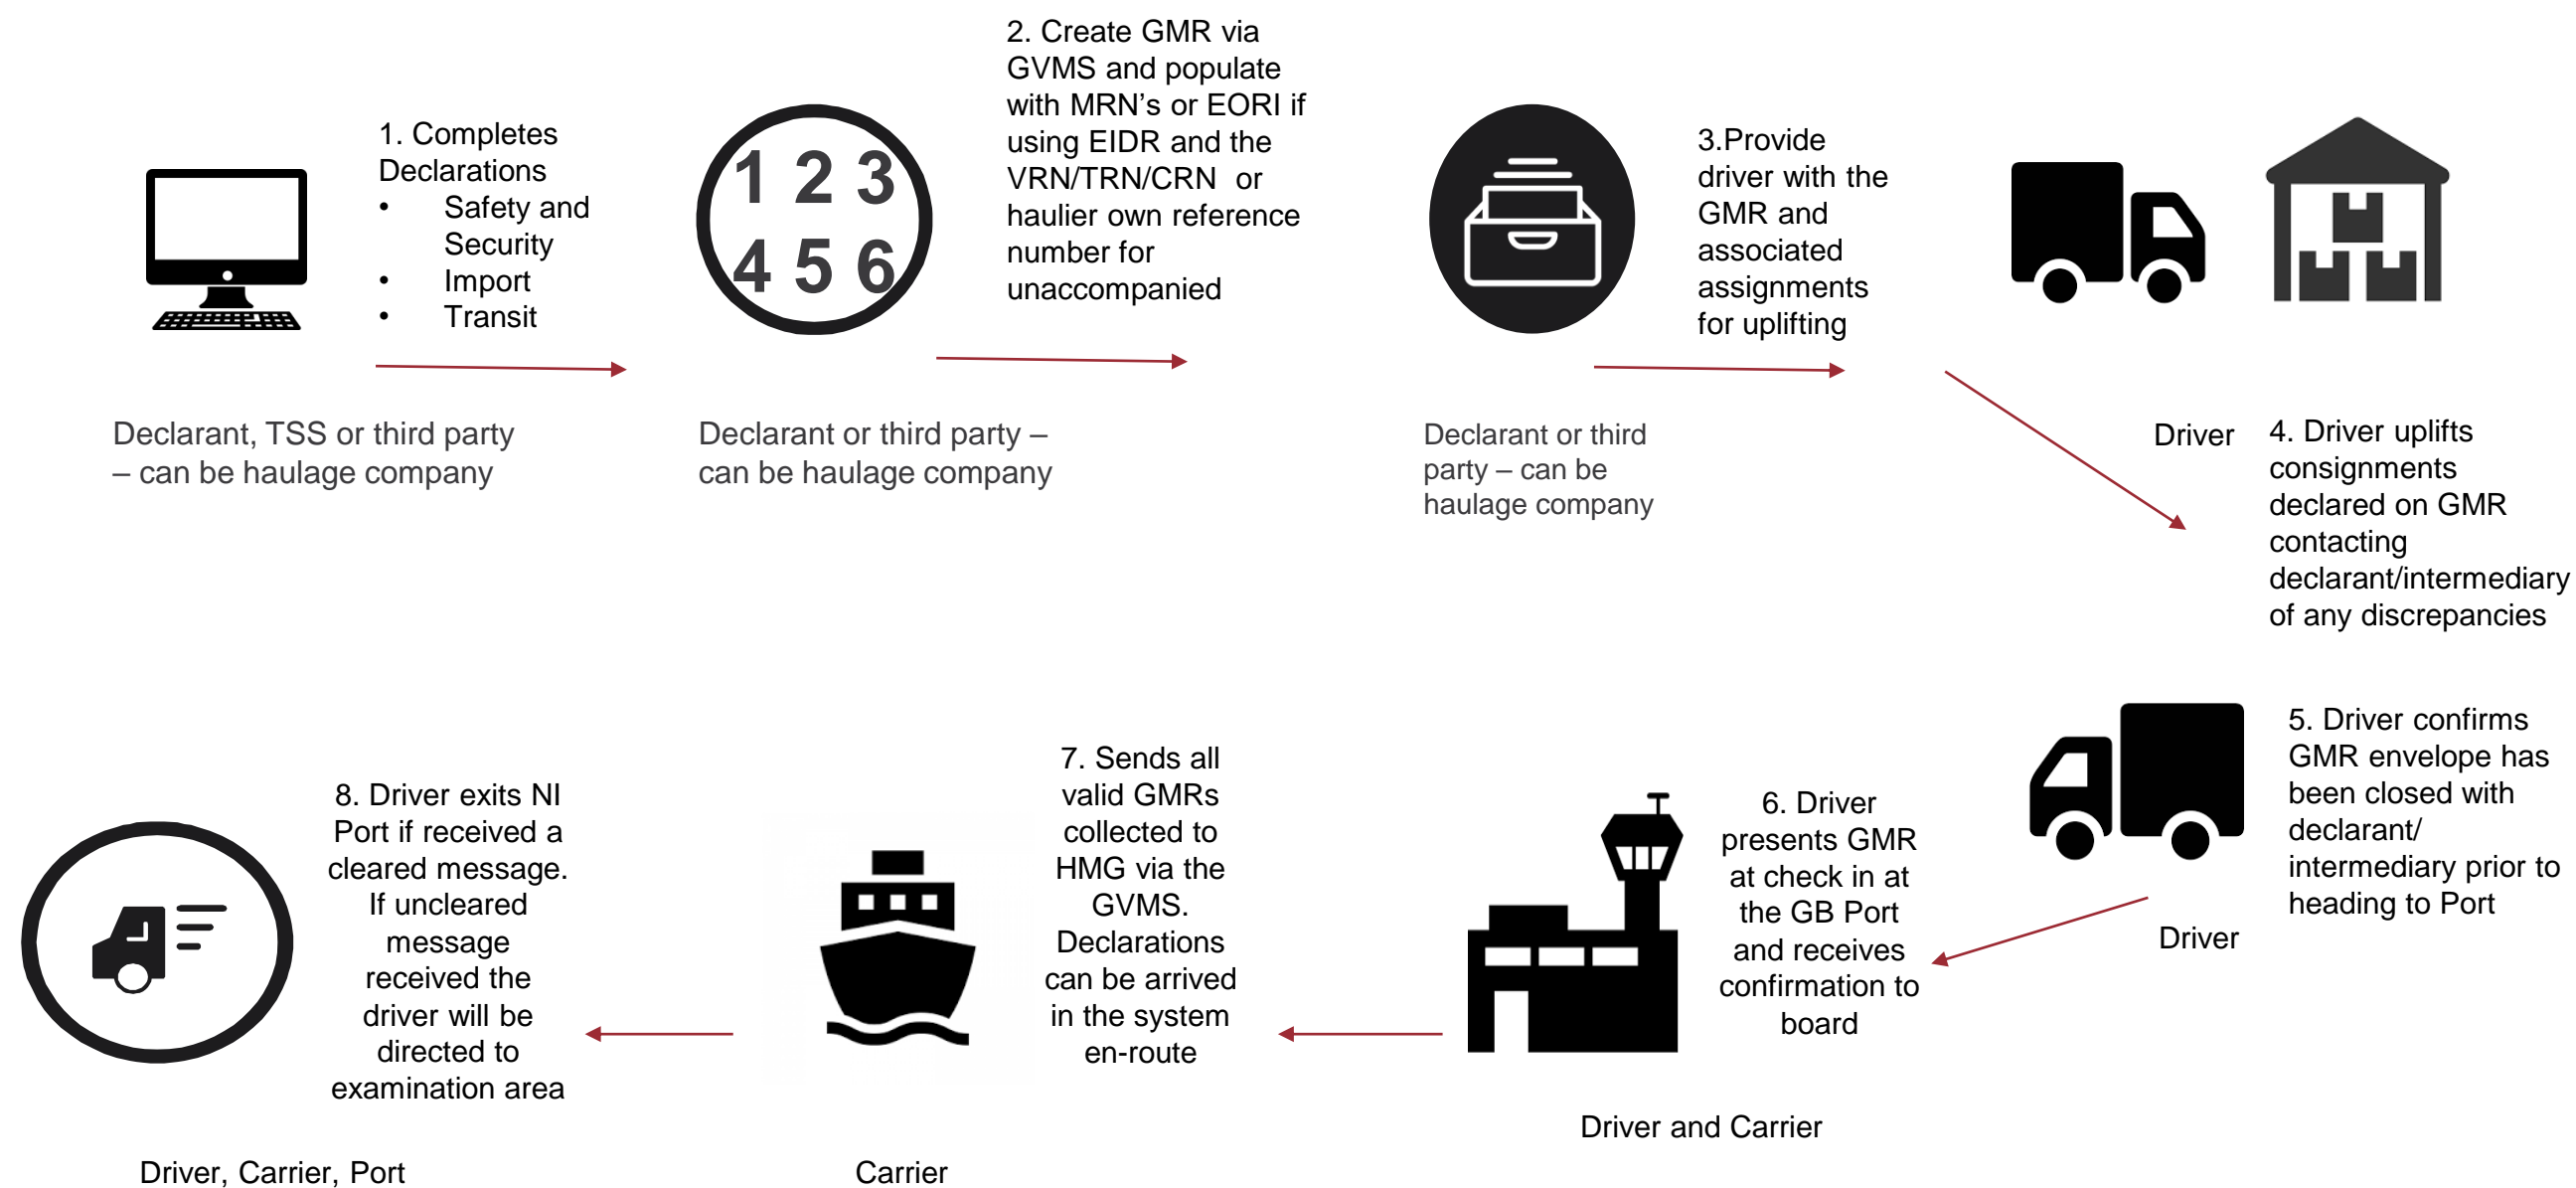 1. Completes
Declarations
• Safety and
Security
• Import
• Transit
Declarant, TSS or third party
– can be haulage company
1 2 3
4 5 6
2. Create GMR via
GVMS and populate
with MRN’s or EORI if
using EIDR and the
VRN/TRN/CRN or
haulier own reference
number for
unaccompanied
Declarant or third party –
can be haulage company
3.Provide
driver with the
GMR and
associated
assignments
for uplifting
Declarant or third
party – can be
haulage company
Driver
4. Driver uplifts
consignments
declared on GMR
contacting
declarant/intermediary
of any discrepancies
5. Driver confirms
GMR envelope has
been closed with
declarant/
intermediary prior to
heading to Port
Driver
6. Driver
presents GMR
at check in at
the GB Port
and receives
confirmation to
board
Driver and Carrier
7. Sends all
valid GMRs
collected to
HMG via the
GVMS.
Declarations
can be arrived
in the system
en-route
Carrier
8. Driver exits NI
Port if received a
cleared message.
If uncleared
message
received the
driver will be
directed to
examination area
Driver, Carrier, Port